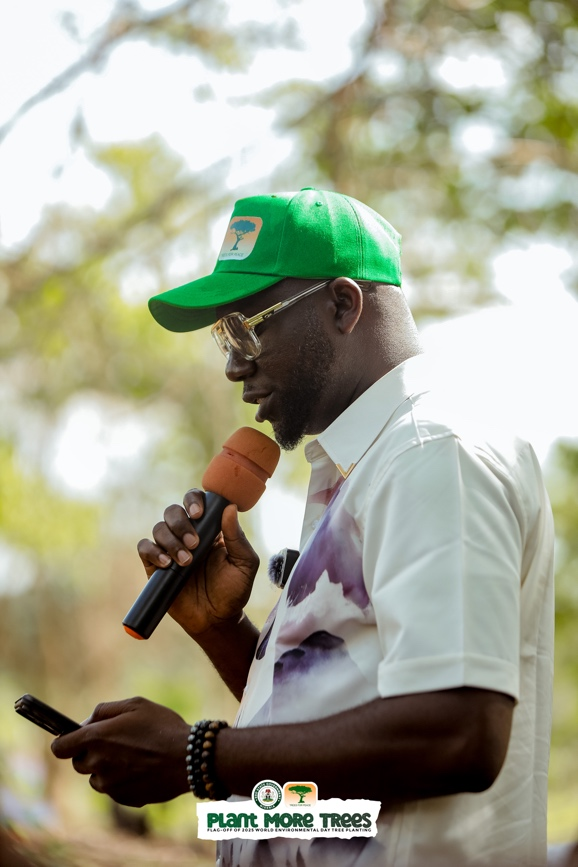 PLANT MORE TREES
FLAG-OFF OF 2025 WORLD ENVIRONMENTAL DAY TREE PLANTING